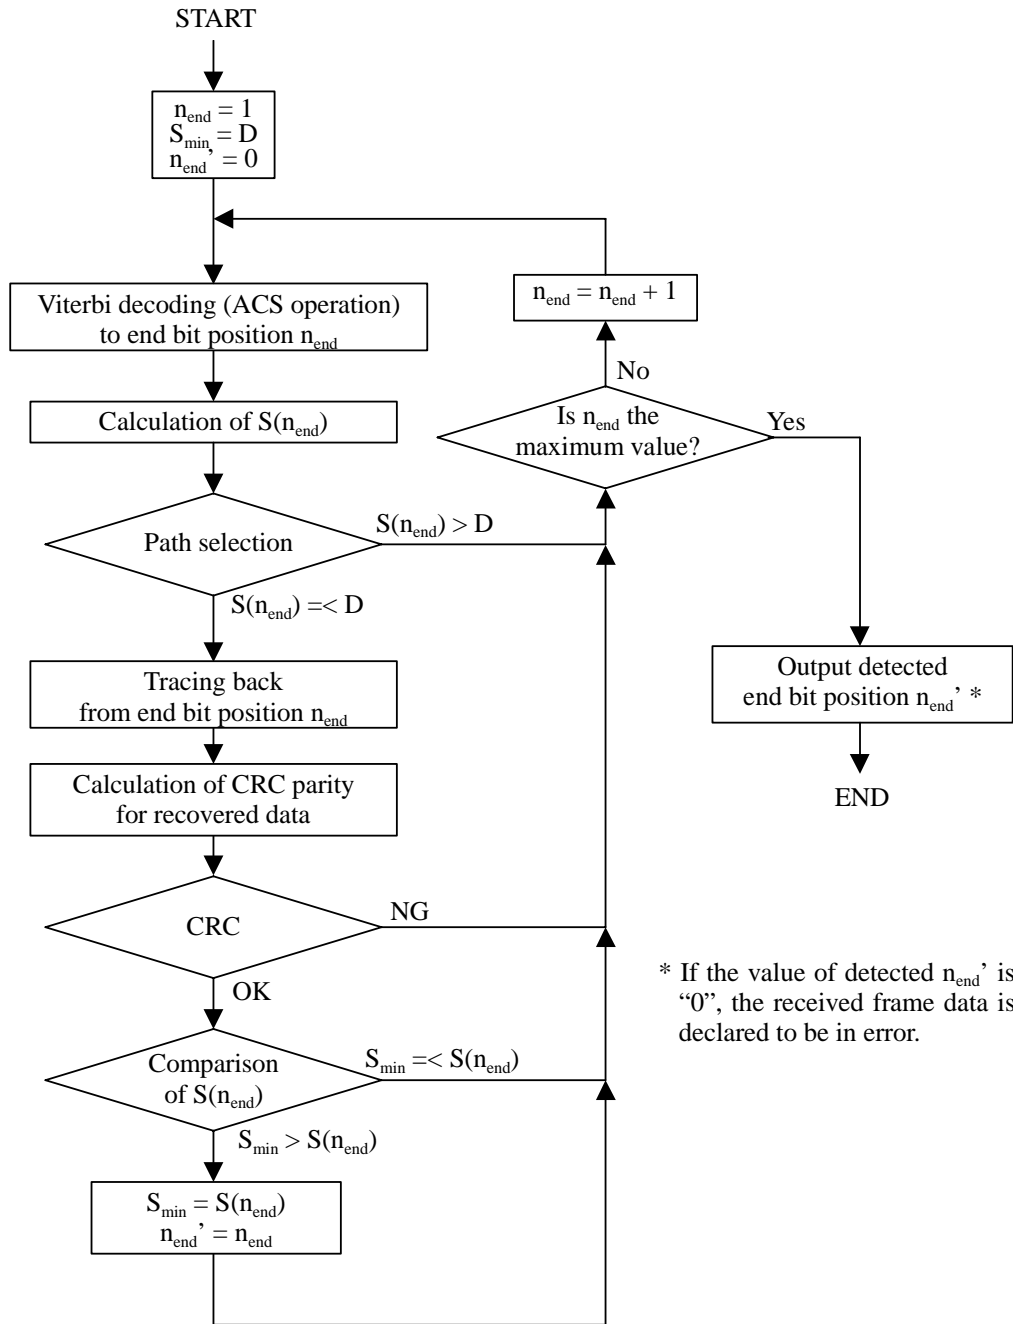 START
n_end = 1
S_min = D
n_end’ = 0
Viterbi decoding (ACS operation)
to end bit position n_end
Calculation of S(n_end)
Path selection
S(n_end) > D
S(n_end) =< D
Tracing back
from end bit position n_end
Calculation of CRC parity
for recovered data
CRC
NG
OK
Comparison
of S(n_end)
S_min =< S(n_end)
S_min > S(n_end)
S_min = S(n_end)
n_end’ = n_end
n_end = n_end + 1
No
Is n_end the
maximum value?
Yes
Output detected
end bit position n_end’ *
END
* If the value of detected n_end’ is
“0”, the received frame data is
declared to be in error.